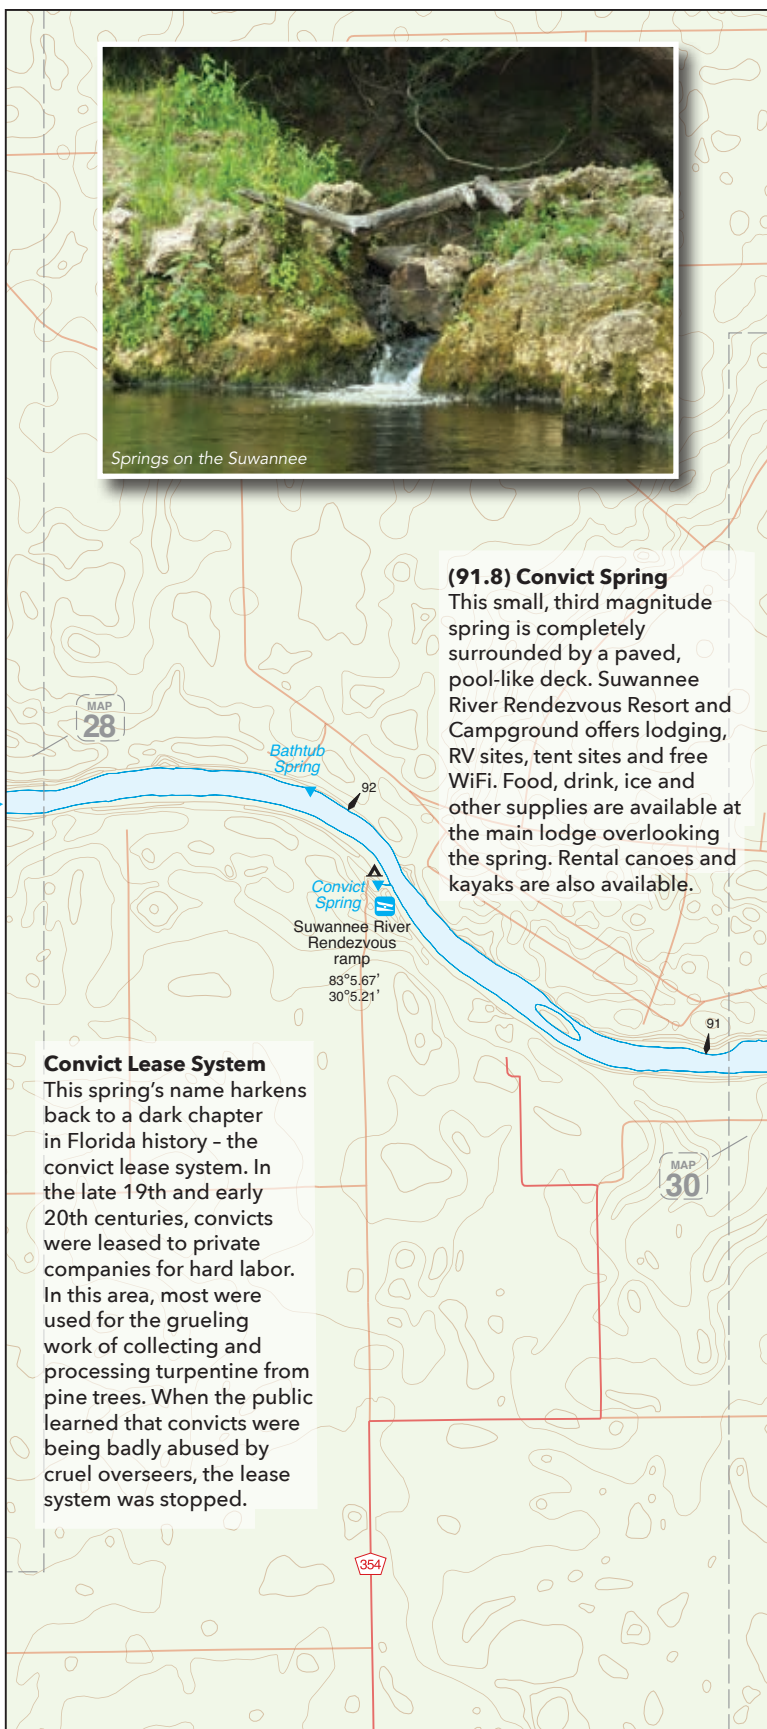 Springs on the Suwannee
(91.8) Convict Spring
This small, third magnitude
spring is completely
surrounded by a paved,
pool-like deck. Suwannee
River Rendezvous Resort and
Campground offers lodging,
RV sites, tent sites and free
WiFi. Food, drink, ice and
other supplies are available at
the main lodge overlooking
the spring. Rental canoes and
kayaks are also available.
MAP
28
Bathtub
Spring
92
Convict
Spring
Suwannee River
Rendezvous
ramp
83°5.67'
30°5.21'
91
Convict Lease System
This spring’s name harkens
back to a dark chapter
in Florida history – the
convict lease system. In
the late 19th and early
20th centuries, convicts
were leased to private
companies for hard labor.
In this area, most were
used for the grueling
work of collecting and
processing turpentine from
pine trees. When the public
learned that convicts were
being badly abused by
cruel overseers, the lease
system was stopped.
MAP
30
354